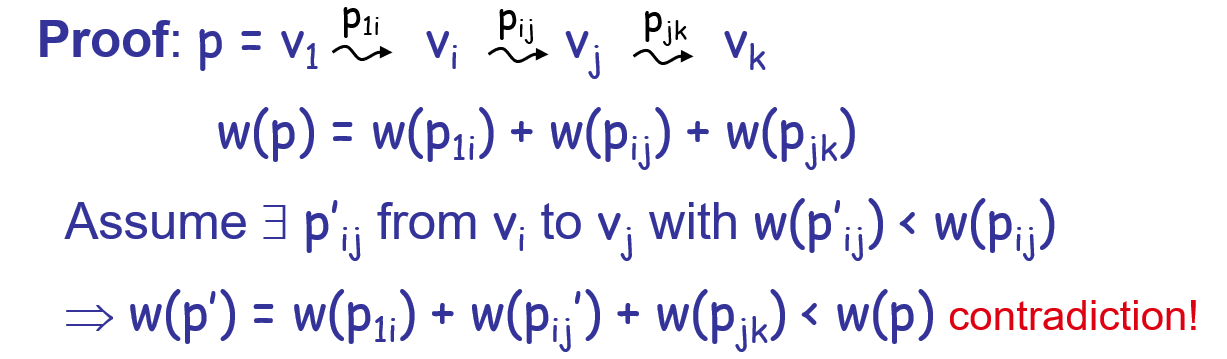 Proof: p = v₁ p₁ᵢ vᵢ pᵢⱼ vⱼ pⱼₖ vₖ
w(p) = w(p₁ᵢ) + w(pᵢⱼ) + w(pⱼₖ)
Assume ∃ p'ᵢⱼ from vᵢ to vⱼ with w(p'ᵢⱼ) < w(pᵢⱼ)
⇒ w(p') = w(p₁ᵢ) + w(pᵢⱼ') + w(pⱼₖ) < w(p) contradiction!